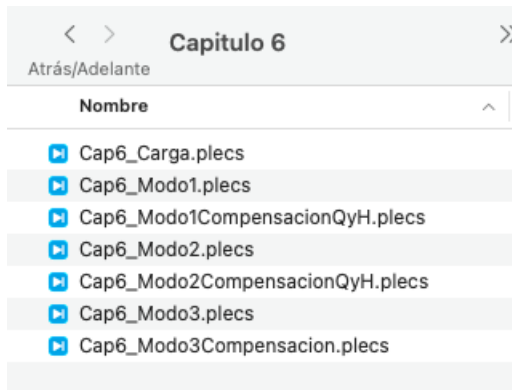 Capitulo 6
Atrás/Adelante
Nombre
Cap6_Carga.plecs
Cap6_Modo1.plecs
Cap6_Modo1CompensacionQyH.plecs
Cap6_Modo2.plecs
Cap6_Modo2CompensacionQyH.plecs
Cap6_Modo3.plecs
Cap6_Modo3Compensacion.plecs